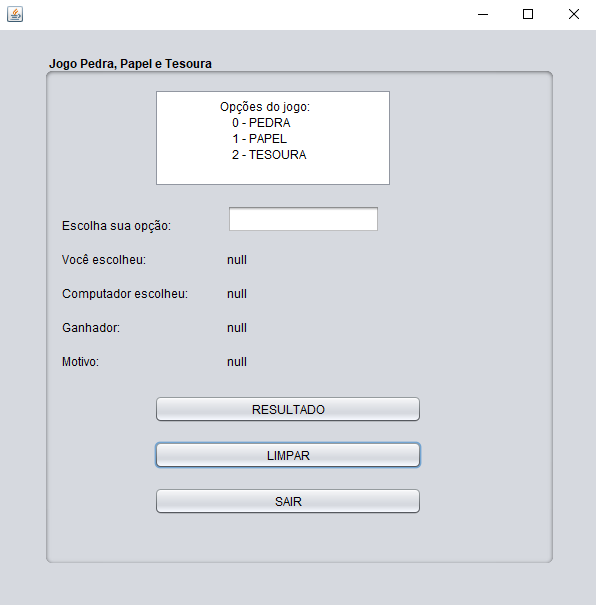 Jogo Pedra, Papel e Tesoura
Opções do jogo:
0 - PEDRA
1 - PAPEL
2 - TESOURA
Escolha sua opção:
Você escolheu: null
Computador escolheu: null
Ganhador: null
Motivo: null
RESULTADO
LIMPAR
SAIR